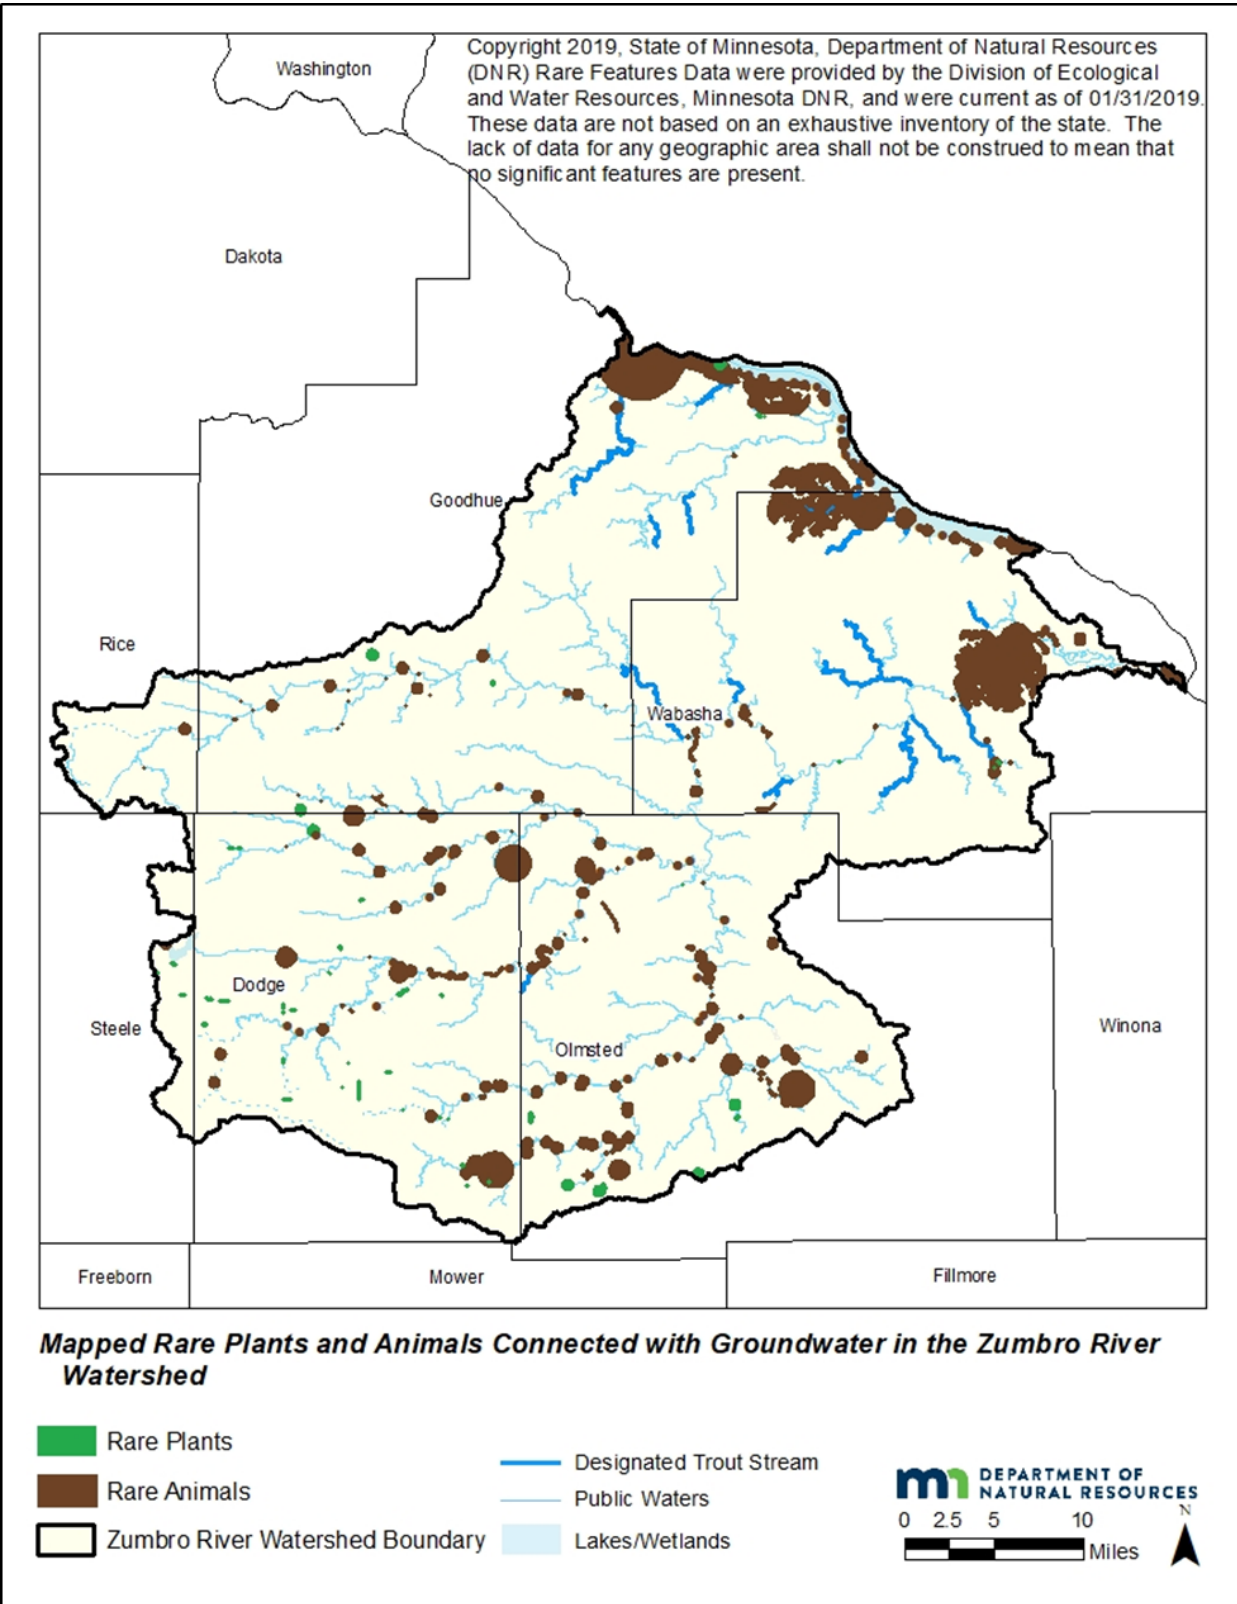 Copyright 2019, State of Minnesota, Department of Natural Resources
(DNR) Rare Features Data were provided by the Division of Ecological
and Water Resources, Minnesota DNR, and were current as of 01/31/2019.
These data are not based on an exhaustive inventory of the state. The
lack of data for any geographic area shall not be construed to mean that
no significant features are present.
Washington
Dakota
Goodhue
Rice
Wabasha
Dodge
Steele
Olmsted
Winona
Freeborn
Mower
Fillmore
Mapped Rare Plants and Animals Connected with Groundwater in the Zumbro River
Watershed
Rare Plants
Rare Animals
Zumbro River Watershed Boundary
Designated Trout Stream
Public Waters
Lakes/Wetlands
mn DEPARTMENT OF
NATURAL RESOURCES
N
0 2.5 5 10
Miles